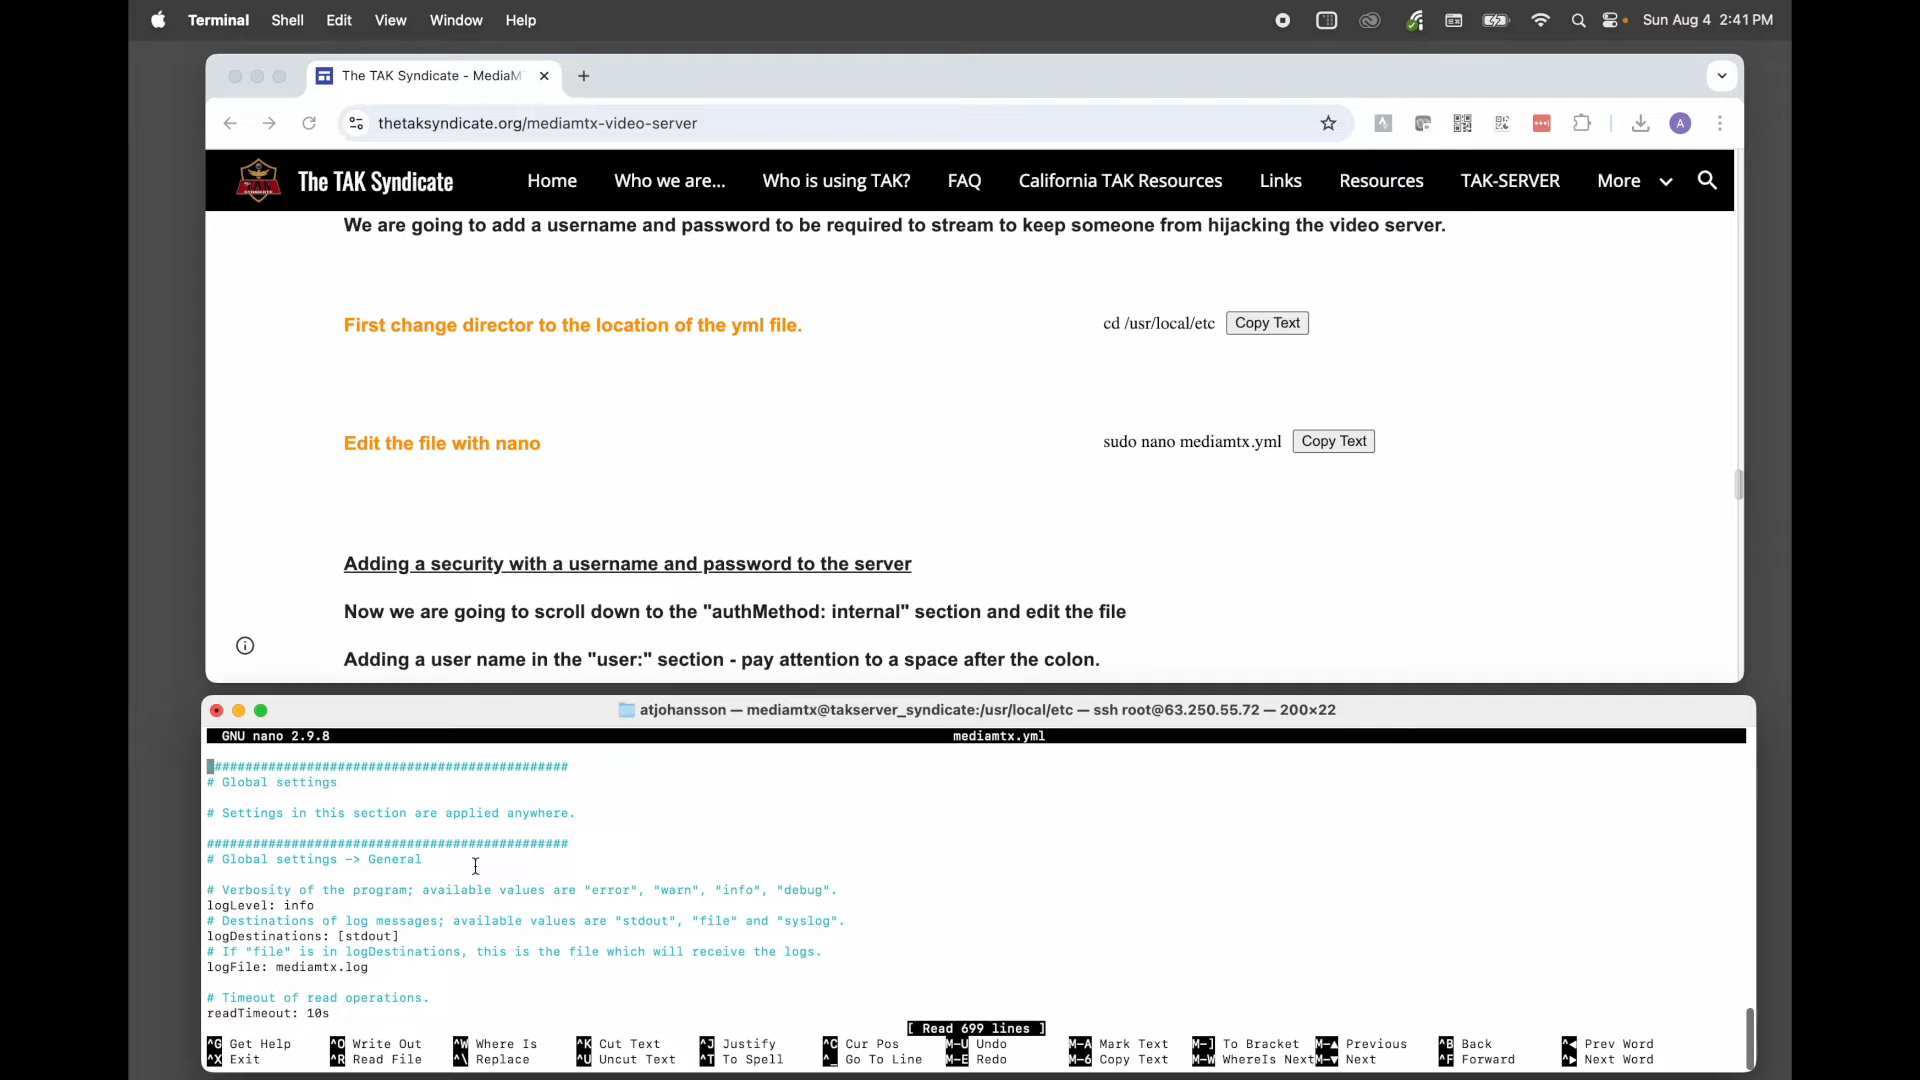 Terminal Shell Edit View Window Help Sun Aug 4 2:41 PM
The TAK Syndicate - MediaM
thetaksyndicate.org/mediamtx-video-server A
The TAK Syndicate Home Who we are... Who is using TAK? FAQ California TAK Resources Links Resources TAK-SERVER More
We are going to add a username and password to be required to stream to keep someone from hijacking the video server.
First change director to the location of the yml file. cd /usr/local/etc Copy Text
Edit the file with nano sudo nano mediamtx.yml Copy Text
Adding a security with a username and password to the server
Now we are going to scroll down to the "authMethod: internal" section and edit the file
Adding a user name in the "user:" section - pay attention to a space after the colon.
atjohansson — mediamtx@takserver_syndicate:/usr/local/etc — ssh root@63.250.55.72 — 200×22
GNU nano 2.9.8 mediamtx.yml
###############################################
# Global settings
# Settings in this section are applied anywhere.
###############################################
# Global settings -> General
# Verbosity of the program; available values are "error", "warn", "info", "debug".
logLevel: info
# Destinations of log messages; available values are "stdout", "file" and "syslog".
logDestinations: [stdout]
# If "file" is in logDestinations, this is the file which will receive the logs.
logFile: mediamtx.log
# Timeout of read operations.
readTimeout: 10s
[ Read 699 lines ]
^G Get Help ^O Write Out ^W Where Is ^K Cut Text ^J Justify ^C Cur Pos M-U Undo M-A Mark Text M-] To Bracket M-▲ Previous ^B Back ^◀ Prev Word
^X Exit ^R Read File ^\ Replace ^U Uncut Text ^T To Spell ^_ Go To Line M-E Redo M-6 Copy Text M-W WhereIs Next M-▼ Next ^F Forward ^▶ Next Word